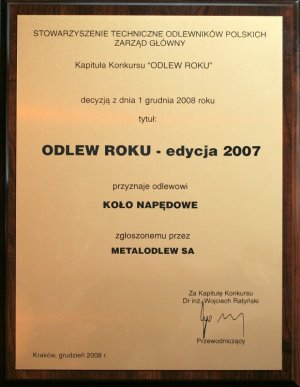 STOWARZYSZENIE TECHNICZNE ODLEWNIKÓW POLSKICH
ZARZĄD GŁÓWNY
Kapituła Konkursu "ODLEW ROKU"
decyzją z dnia 1 grudnia 2008 roku
tytuł:
ODLEW ROKU - edycja 2007
przyznaje odlewowi
KOŁO NAPĘDOWE
zgłoszonemu przez
METALODLEW SA
Za Kapitułę Konkursu
Dr inż. Wojciech Ratyński
Przewodniczący
Kraków, grudzień 2008 r.